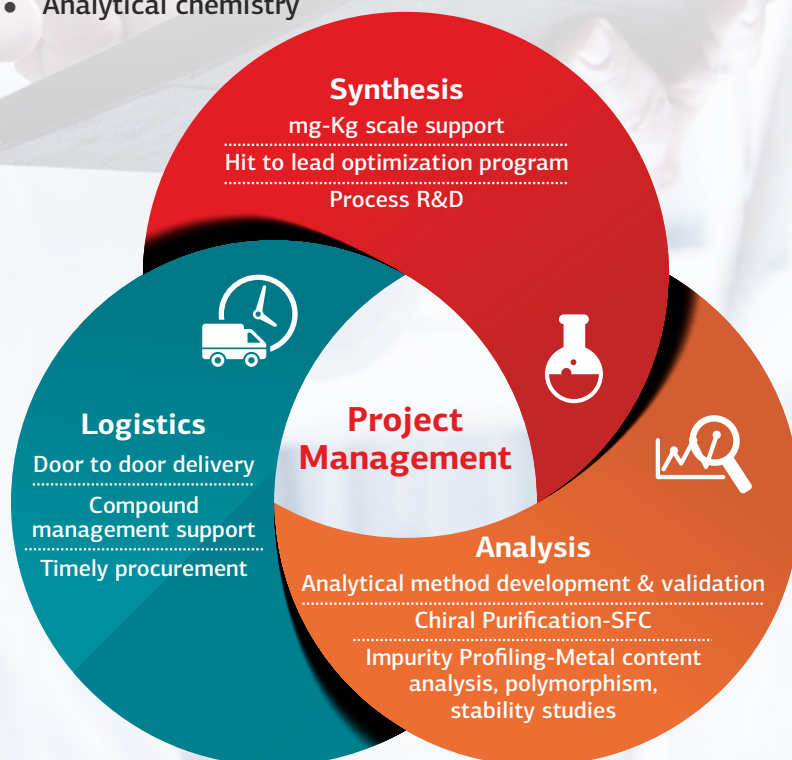 • Analytical chemistry
Synthesis
mg-Kg scale support
Hit to lead optimization program
Process R&D
Logistics
Door to door delivery
Compound
management support
Timely procurement
Project
Management
Analysis
Analytical method development & validation
Chiral Purification-SFC
Impurity Profiling-Metal content
analysis, polymorphism,
stability studies